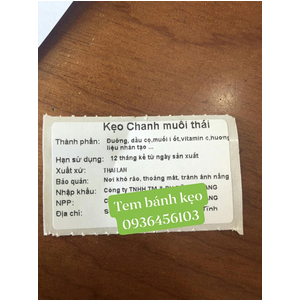 Kẹo Chanh muối thái
Thành phần: Đường, dầu cọ, muối i ốt, vitamin c, hương
liệu nhân tạo ...
Hạn sử dụng: 12 tháng kể từ ngày sản xuất
Xuất xứ: THAI LAN
Bảo quản: Nơi khô ráo, thoáng mát, tránh ánh nắng
Nhập khẩu: Công ty TNHH TM &
NPP: C
Địa chỉ: S Tỉnh
Tem bánh kẹo
0936456103